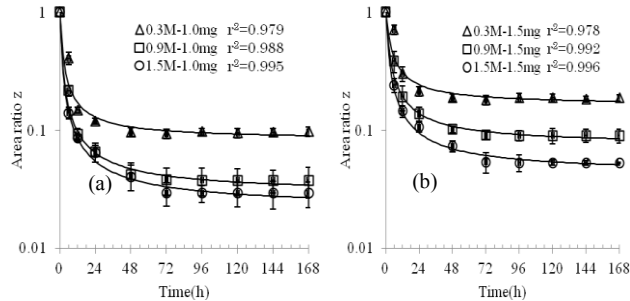 1
△0.3M-1.0mg r²=0.979
□0.9M-1.0mg r²=0.988
○1.5M-1.0mg r²=0.995
Area ratio z
0.1
(a)
0.01
0 24 48 72 96 120 144 168
Time(h)
1
△0.3M-1.5mg r²=0.978
□0.9M-1.5mg r²=0.992
○1.5M-1.5mg r²=0.996
Area ratio z
0.1
(b)
0.01
0 24 48 72 96 120 144 168
Time(h)